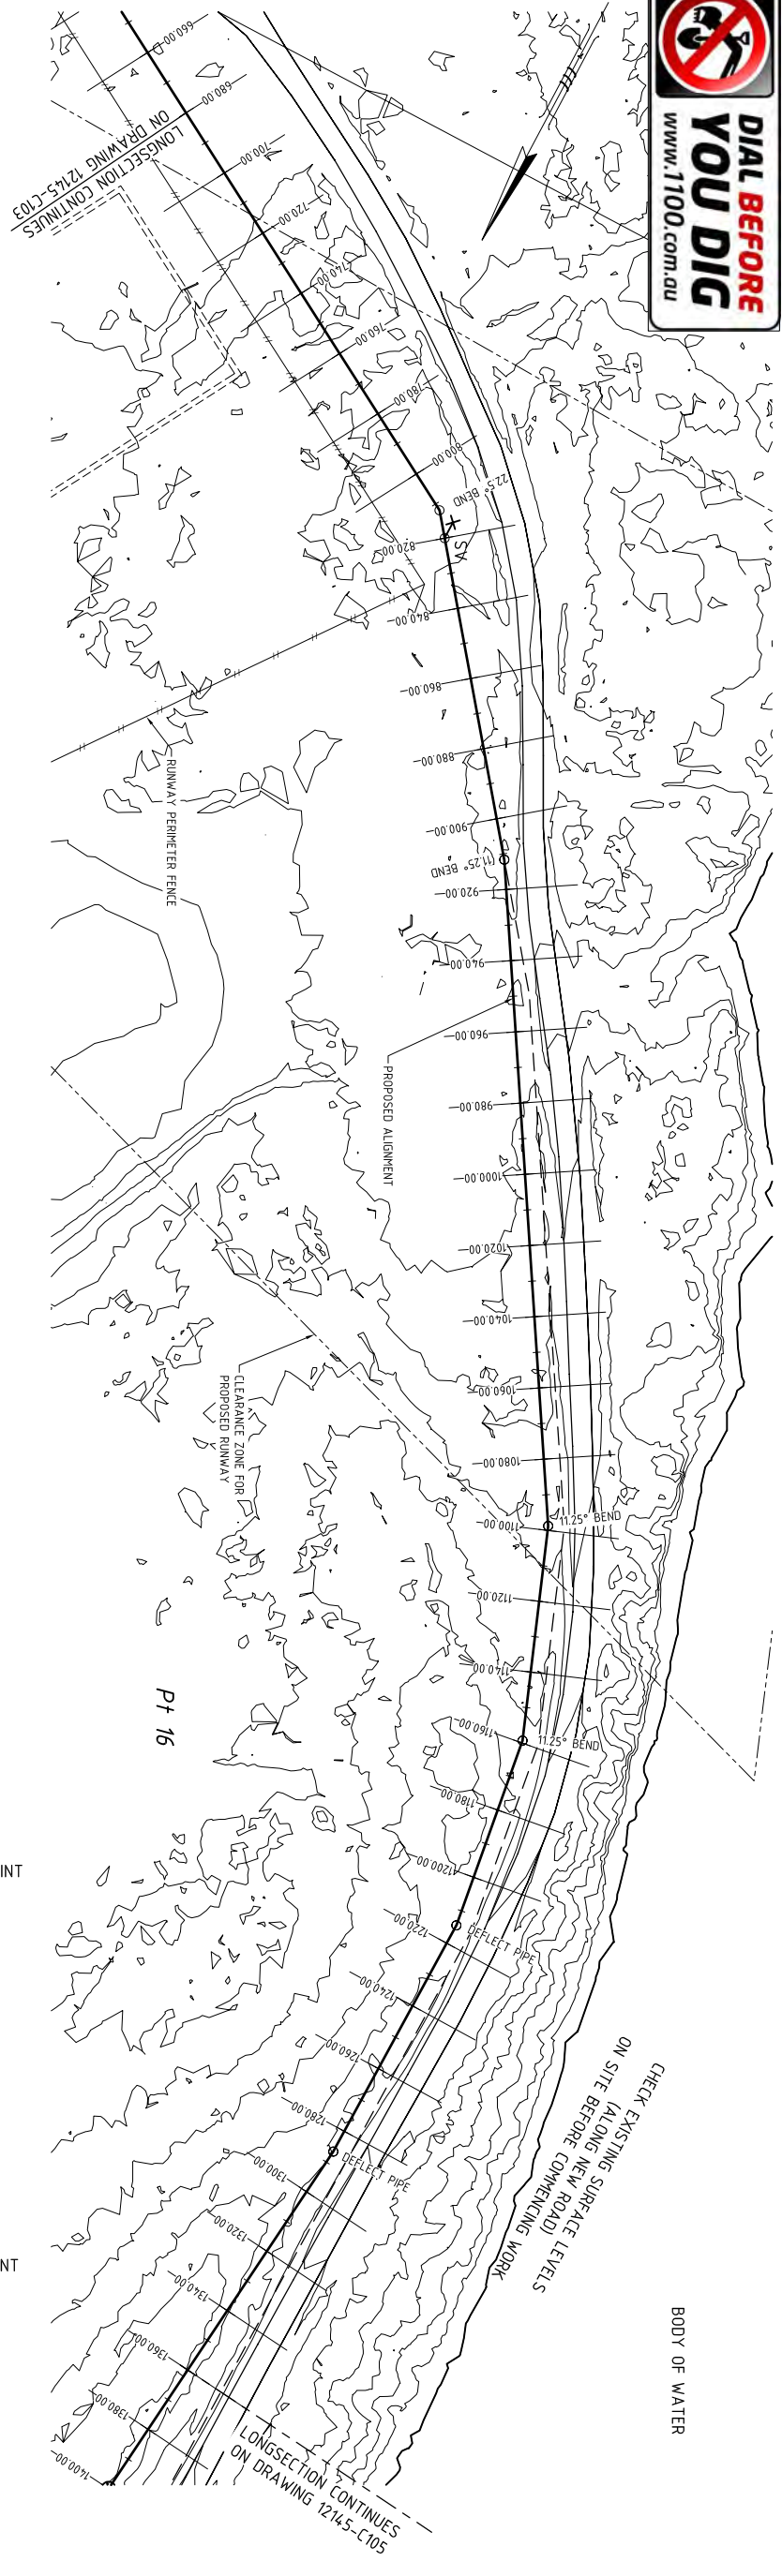 DIAL BEFORE
YOU DIG
www.1100.com.au
660.00
680.00
LONGSECTION CONTINUES
ON DRAWING 12145-C103
700.00
720.00
740.00
760.00
780.00
800.00
22.5° BEND
SV
820.00
840.00
860.00
880.00
RUNWAY PERIMETER FENCE
900.00
11.25° BEND
920.00
940.00
960.00
PROPOSED ALIGNMENT
980.00
1000.00
1020.00
1040.00
1060.00
CLEARANCE ZONE FOR
PROPOSED RUNWAY
1080.00
1100.00
11.25° BEND
1120.00
1140.00
Pt 16
1160.00
11.25° BEND
1180.00
1200.00
INT
1220.00
DEFLECT PIPE
1240.00
1260.00
CHECK EXISTING SURFACE LEVELS
(ALONG NEW ROAD)
ON SITE BEFORE COMMENCING WORK
1280.00
DEFLECT PIPE
1300.00
1320.00
NT
1340.00
BODY OF WATER
1360.00
1380.00
1400.00
LONGSECTION CONTINUES
ON DRAWING 12145-C105